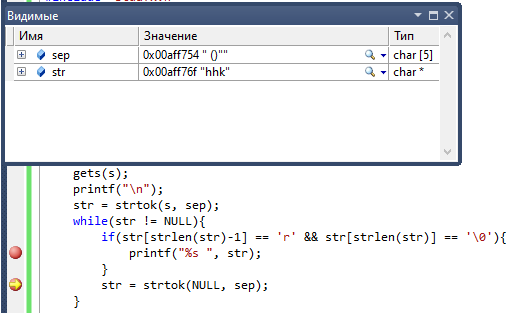 Видимые
Имя Значение Тип
sep 0x00aff754 " ()"" char [5]
str 0x00aff76f "hhk" char *
gets(s);
printf("\n");
str = strtok(s, sep);
while(str != NULL){
if(str[strlen(str)-1] == 'r' && str[strlen(str)] == '\0'){
printf("%s ", str);
}
str = strtok(NULL, sep);
}